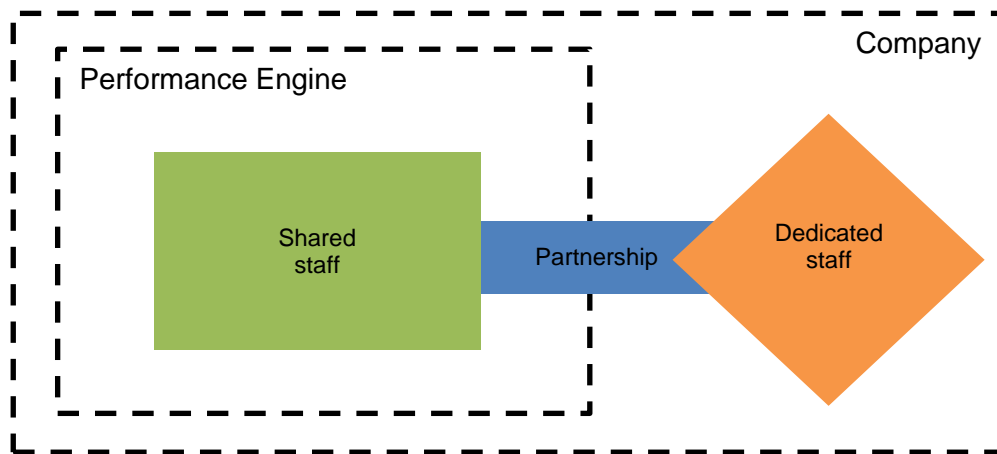 Company
Performance Engine
Shared
staff
Partnership
Dedicated
staff